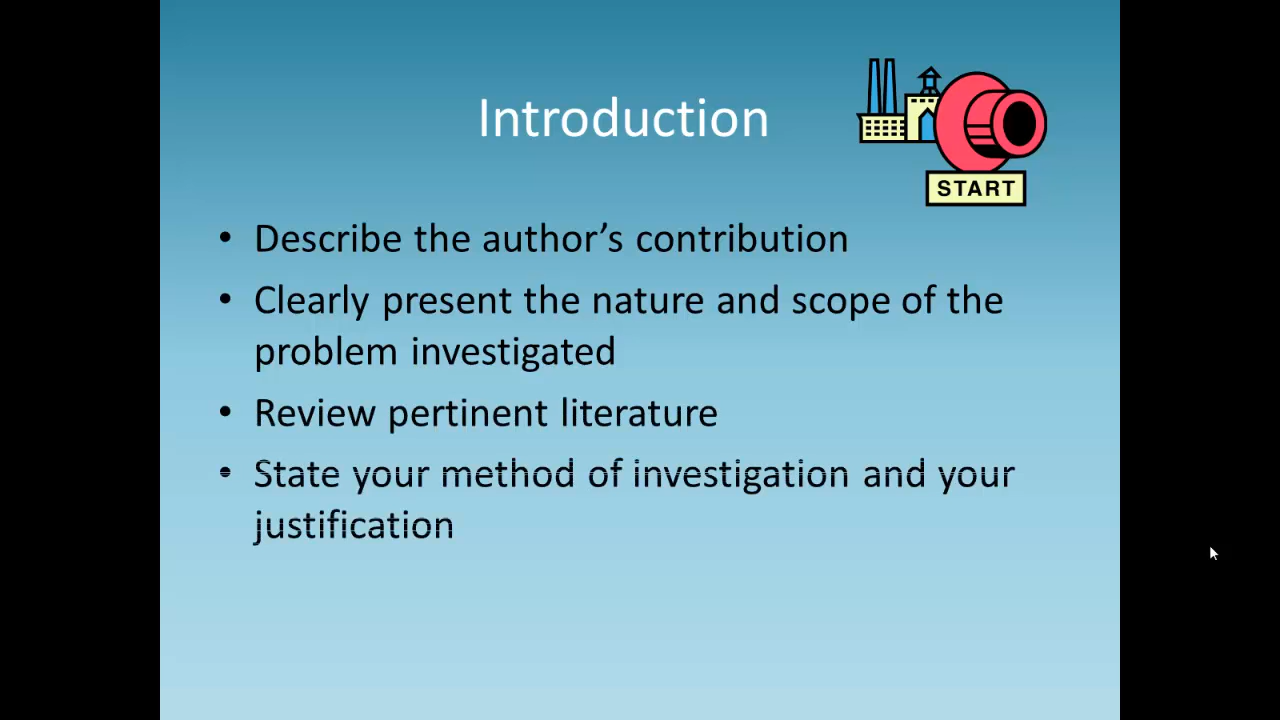 Introduction
START
• Describe the author’s contribution
• Clearly present the nature and scope of the
problem investigated
• Review pertinent literature
• State your method of investigation and your
justification